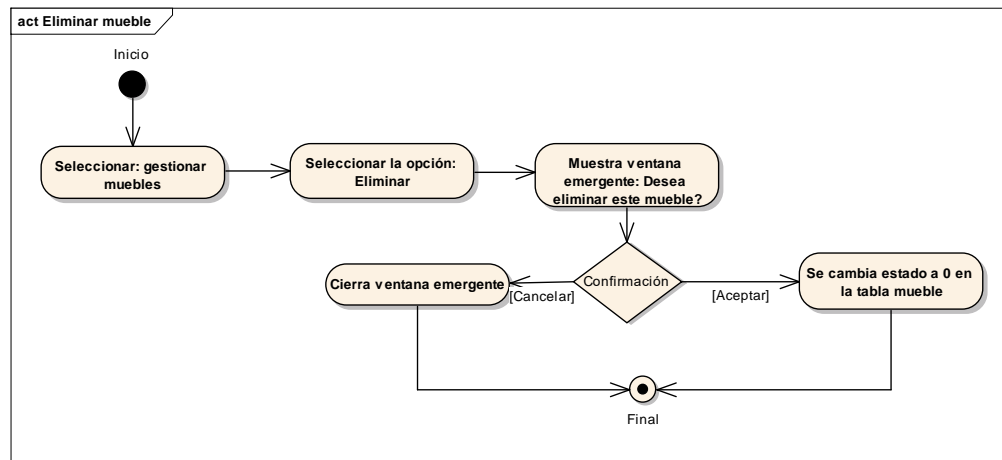 act Eliminar mueble
Inicio
Seleccionar: gestionar
muebles
Seleccionar la opción:
Eliminar
Muestra ventana
emergente: Desea
eliminar este mueble?
Cierra ventana emergente
[Cancelar]
Confirmación
[Aceptar]
Se cambia estado a 0 en
la tabla mueble
Final